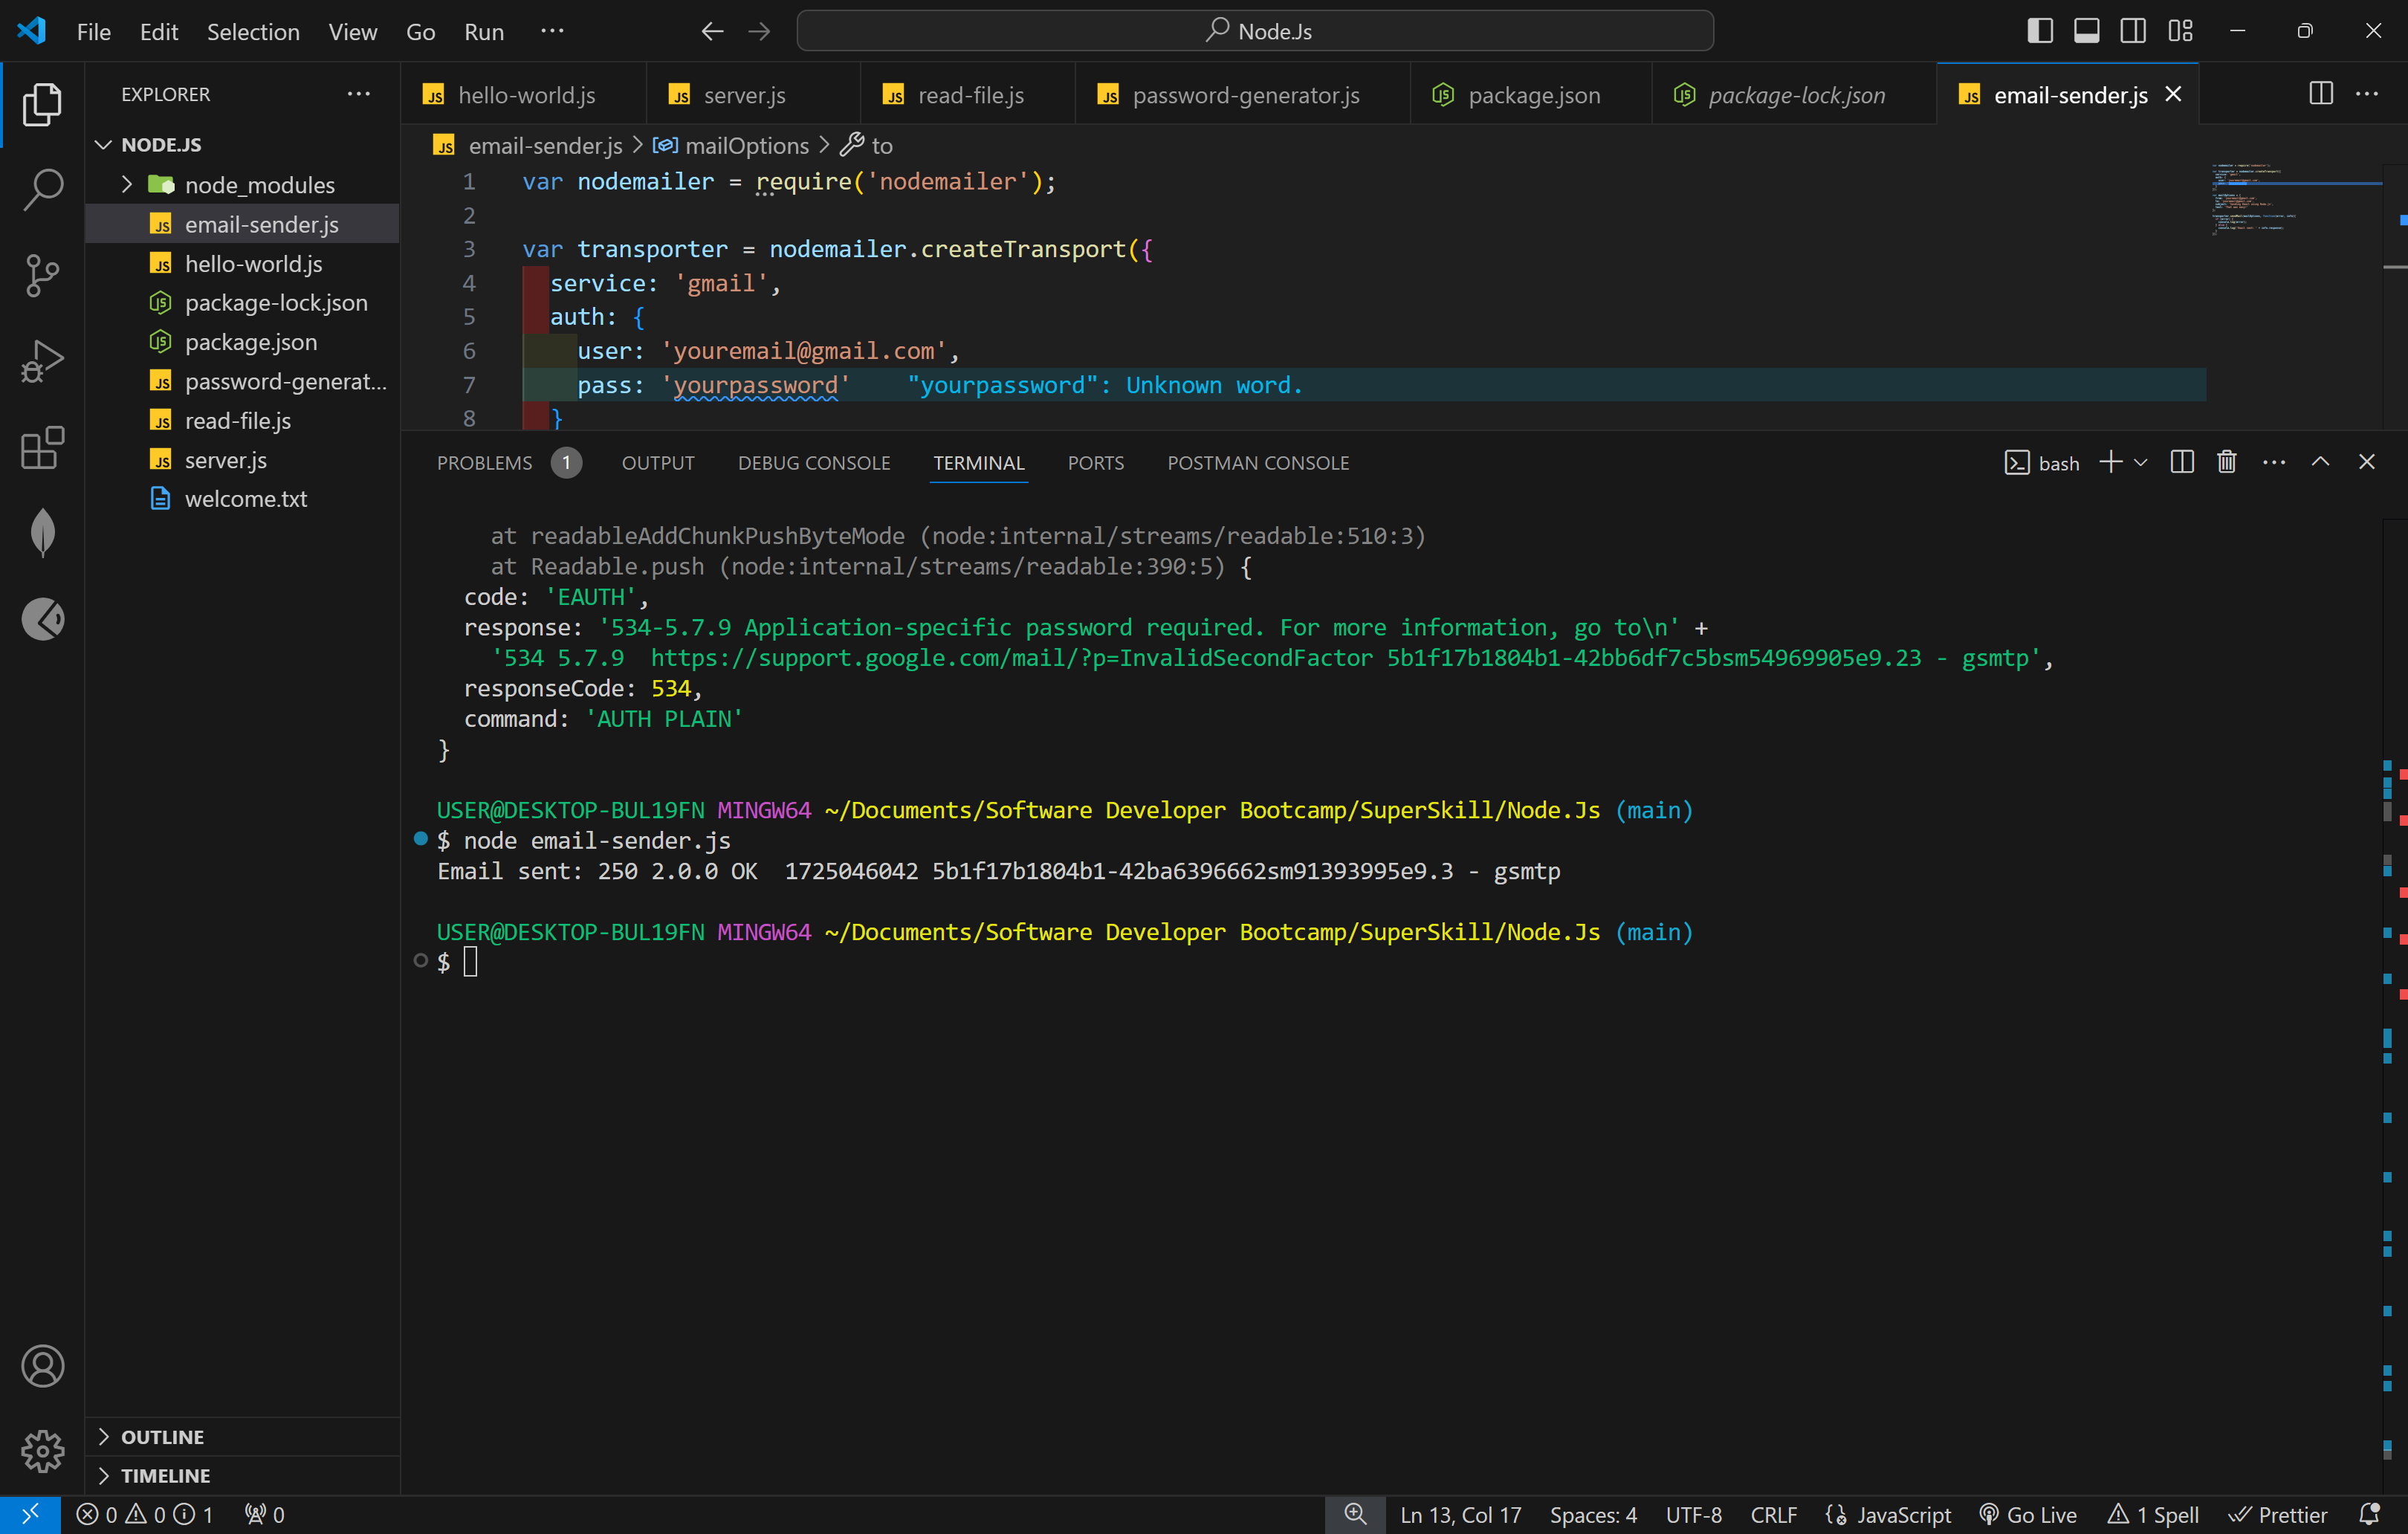 File Edit Selection View Go Run ···
Node.Js
EXPLORER
NODE.JS
node_modules
email-sender.js
hello-world.js
package-lock.json
package.json
password-generat...
read-file.js
server.js
welcome.txt
OUTLINE
TIMELINE
hello-world.js server.js read-file.js password-generator.js package.json package-lock.json email-sender.js
email-sender.js > mailOptions > to
1 var nodemailer = require('nodemailer');
2
3 var transporter = nodemailer.createTransport({
4 service: 'gmail',
5 auth: {
6 user: 'youremail@gmail.com',
7 pass: 'yourpassword' "yourpassword": Unknown word.
8 }
PROBLEMS 1 OUTPUT DEBUG CONSOLE TERMINAL PORTS POSTMAN CONSOLE bash
at readableAddChunkPushByteMode (node:internal/streams/readable:510:3)
at Readable.push (node:internal/streams/readable:390:5) {
code: 'EAUTH',
response: '534-5.7.9 Application-specific password required. For more information, go to\n' +
'534 5.7.9  https://support.google.com/mail/?p=InvalidSecondFactor 5b1f17b1804b1-42bb6df7c5bsm54969905e9.23 - gsmtp',
responseCode: 534,
command: 'AUTH PLAIN'
}
USER@DESKTOP-BUL19FN MINGW64 ~/Documents/Software Developer Bootcamp/SuperSkill/Node.Js (main)
$ node email-sender.js
Email sent: 250 2.0.0 OK  1725046042 5b1f17b1804b1-42ba6396662sm91393995e9.3 - gsmtp
USER@DESKTOP-BUL19FN MINGW64 ~/Documents/Software Developer Bootcamp/SuperSkill/Node.Js (main)
$
0 0 1 0 Ln 13, Col 17 Spaces: 4 UTF-8 CRLF JavaScript Go Live 1 Spell Prettier